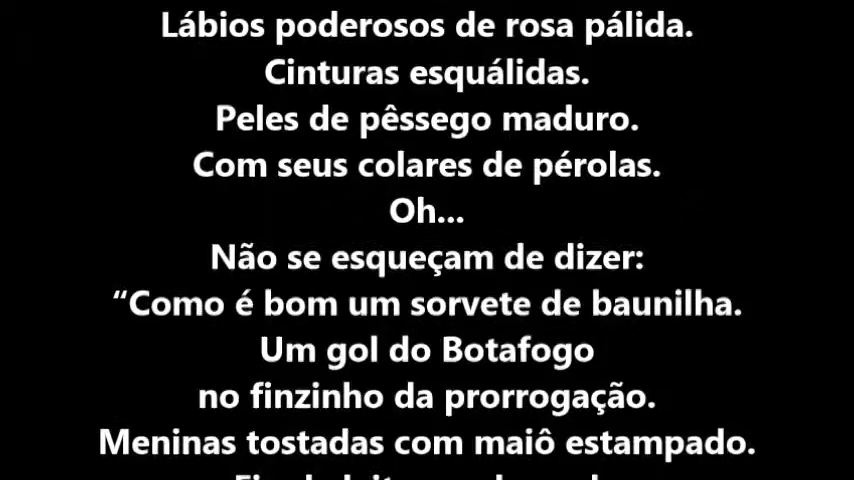 Lábios poderosos de rosa pálida.
Cinturas esquálidas.
Peles de pêssego maduro.
Com seus colares de pérolas.
Oh...
Não se esqueçam de dizer:
“Como é bom um sorvete de baunilha.
Um gol do Botafogo
no finzinho da prorrogação.
Meninas tostadas com maiô estampado.